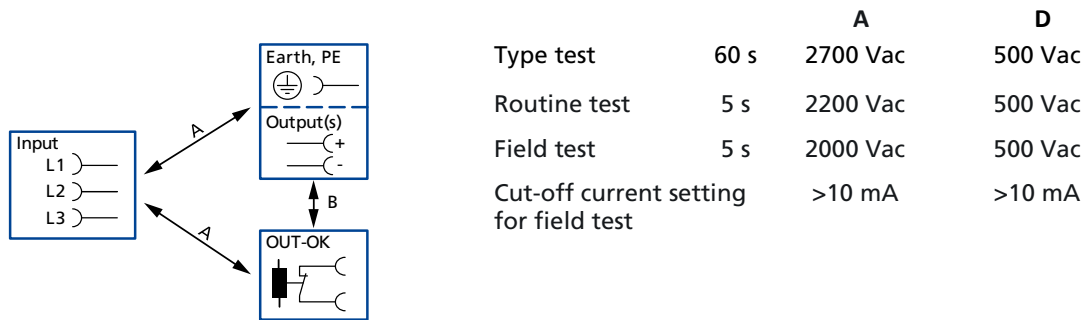 Input
L1
L2
L3
A
A
Earth, PE
Output(s)
+
-
B
OUT-OK
A D
Type test 60 s 2700 Vac 500 Vac
Routine test 5 s 2200 Vac 500 Vac
Field test 5 s 2000 Vac 500 Vac
Cut-off current setting >10 mA >10 mA
for field test